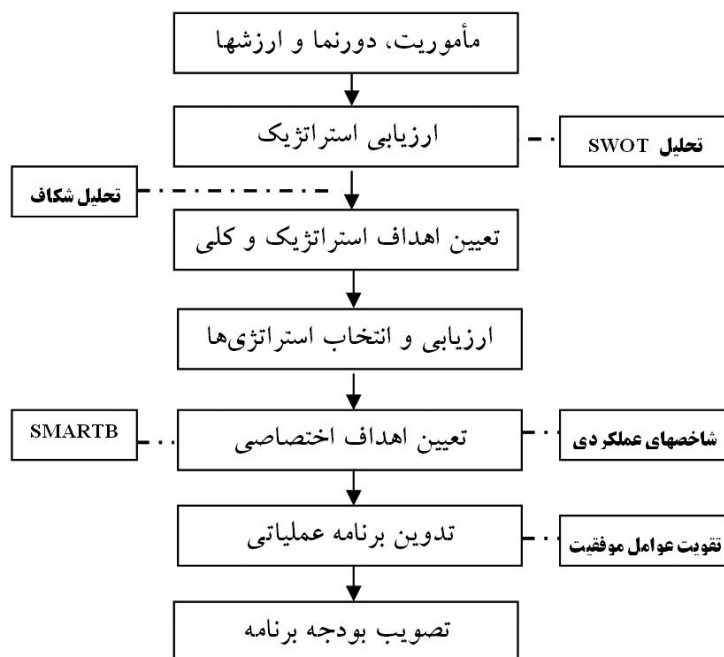 مأموریت، دورنما و ارزشها
ارزیابی استراتژیک
تحلیل SWOT
تحلیل شکاف
تعیین اهداف استراتژیک و کلی
ارزیابی و انتخاب استراتژی‌ها
تعیین اهداف اختصاصی
شاخصهای عملکردی
SMARTB
تدوین برنامه عملیاتی
تقویت عوامل موفقیت
تصویب بودجه برنامه